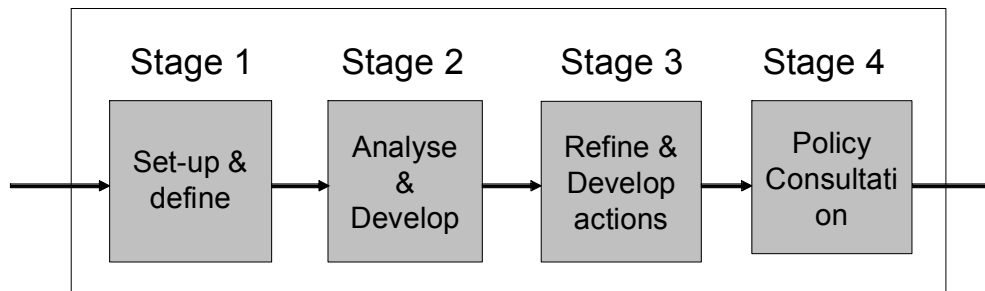 Stage 1
Stage 2
Stage 3
Stage 4
Set-up &
define
Analyse
&
Develop
Refine &
Develop
actions
Policy
Consultati
on